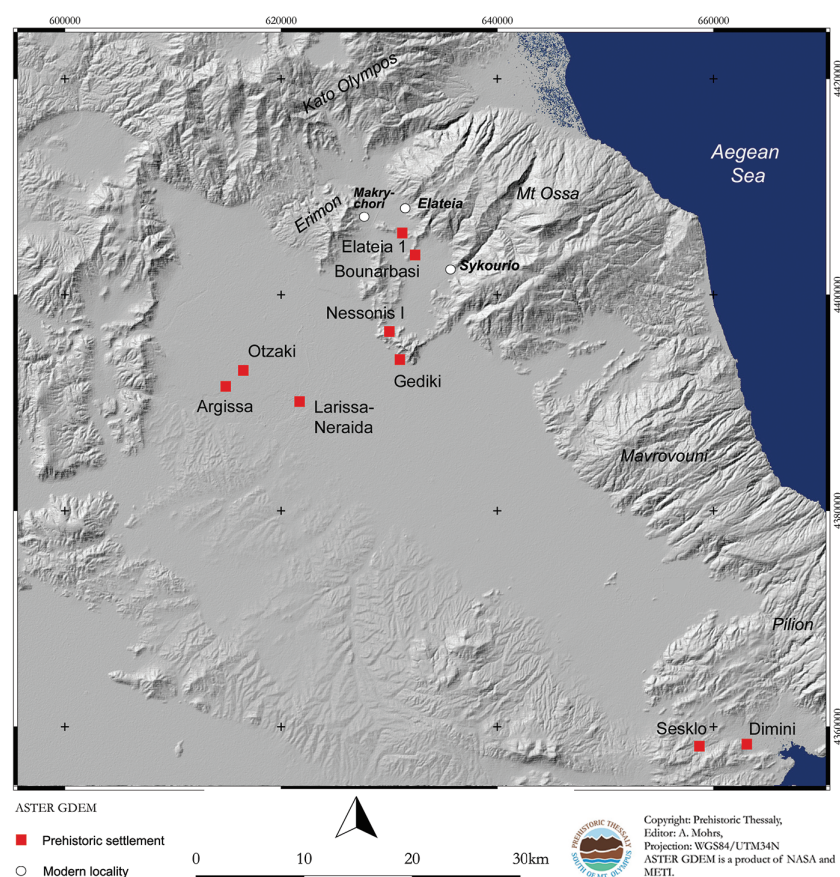 600000 620000 640000 660000
4420000
Kato Olympos
Aegean
Sea
Mt Ossa
Makry-
chori
Elateia
Erimon
Elateia 1
Bounarbasi
Sykourio
4400000
Nessonis I
Otzaki
Gediki
Argissa
Larissa-
Neraida
Mavrovouni
4380000
Pilion
Sesklo
Dimini
4360000
ASTER GDEM
Prehistoric settlement
Modern locality
0 10 20 30km
PREHISTORIC THESSALY
SOUTH OF MT OLYMPUS
Copyright: Prehistoric Thessaly,
Editor: A. Mohrs,
Projection: WGS84/UTM34N
ASTER GDEM is a product of NASA and
METI.